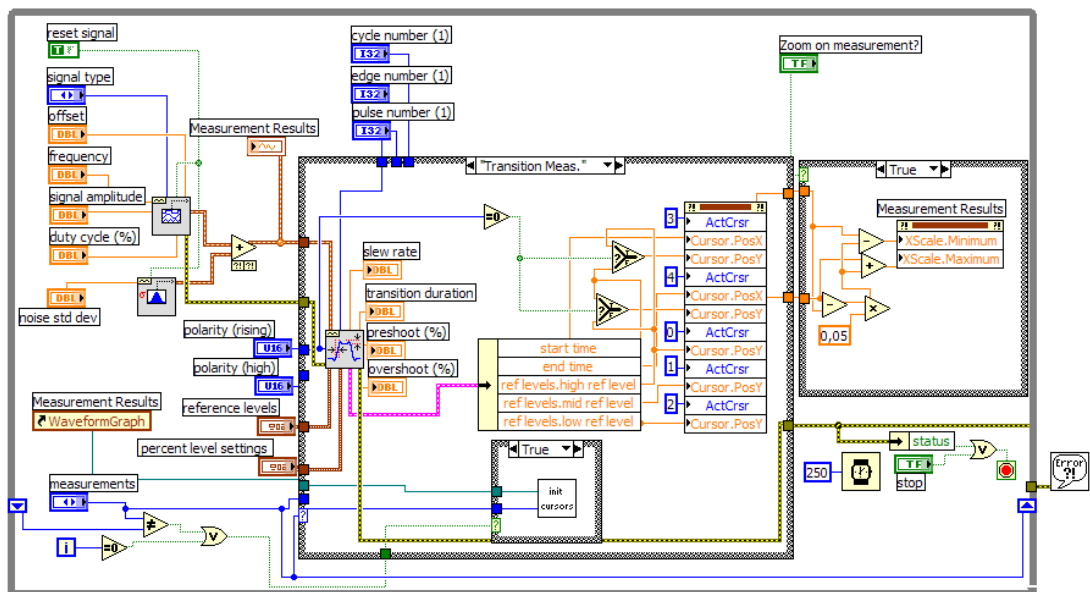 reset signal
T F
signal type
offset
DBL
frequency
DBL
signal amplitude
DBL
duty cycle (%)
DBL
DBL
noise std dev
Measurement Results
cycle number (1)
I32
edge number (1)
I32
pulse number (1)
I32
Zoom on measurement?
TF
"Transition Meas."
=0
slew rate
DBL
transition duration
DBL
preshoot (%)
DBL
overshoot (%)
DBL
polarity (rising)
U16
polarity (high)
U16
reference levels
percent level settings
Measurement Results
WaveformGraph
measurements
i
=0
V
start time
end time
ref levels.high ref level
ref levels.mid ref level
ref levels.low ref level
3
ActCrsr
Cursor.PosX
Cursor.PosY
4
ActCrsr
Cursor.PosX
Cursor.PosY
0
ActCrsr
Cursor.PosY
1
ActCrsr
Cursor.PosY
2
ActCrsr
Cursor.PosY
True
init
cursors
True
Measurement Results
XScale.Minimum
XScale.Maximum
0,05
status
250
TF
stop
V
Error
?!